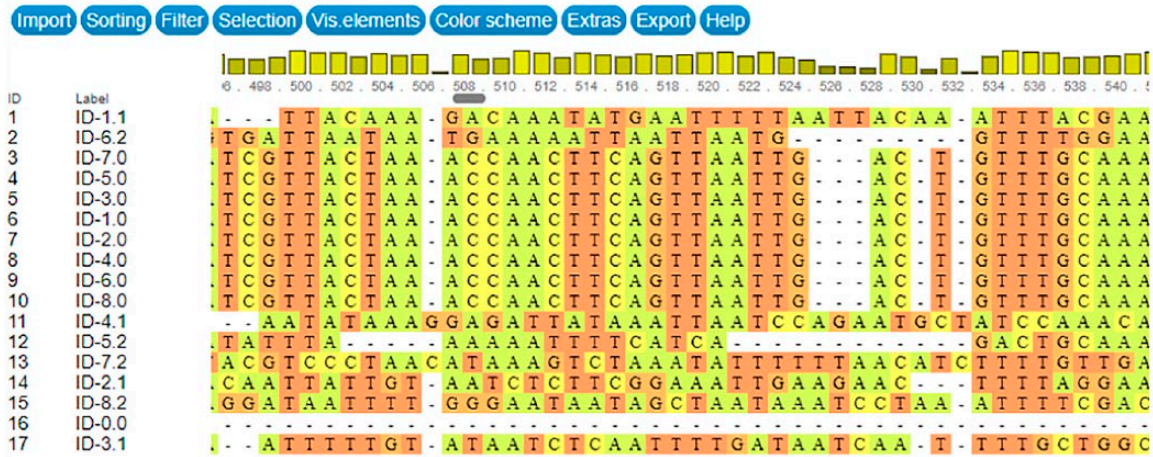 Import Sorting Filter Selection Vis.elements Color scheme Extras Export Help
6 . 498 . 500 . 502 . 504 . 506 . 508 . 510 . 512 . 514 . 516 . 518 . 520 . 522 . 524 . 526 . 528 . 530 . 532 . 534 . 536 . 538 . 540 . 5
ID Label
1 ID-1.1 - - - T T A C A A A - G A C A A A T A T G A A T T T T T A A T T A C A A - A T T T A C G A A
2 ID-6.2 T G A T T A A T A A - T G A A A A A T T A A T T A A T G - - - - - - - - - G T T T G G A A
3 ID-7.0 T C G T T A C T A A - A C C A A C T T C A G T T A A T T G - - - A C - T - G T T T G C A A A
4 ID-5.0 T C G T T A C T A A - A C C A A C T T C A G T T A A T T G - - - A C - T - G T T T G C A A A
5 ID-3.0 T C G T T A C T A A - A C C A A C T T C A G T T A A T T G - - - A C - T - G T T T G C A A A
6 ID-1.0 T C G T T A C T A A - A C C A A C T T C A G T T A A T T G - - - A C - T - G T T T G C A A A
7 ID-2.0 T C G T T A C T A A - A C C A A C T T C A G T T A A T T G - - - A C - T - G T T T G C A A A
8 ID-4.0 T C G T T A C T A A - A C C A A C T T C A G T T A A T T G - - - A C - T - G T T T G C A A A
9 ID-6.0 T C G T T A C T A A - A C C A A C T T C A G T T A A T T G - - - A C - T - G T T T G C A A A
10 ID-8.0 T C G T T A C T A A - A C C A A C T T C A G T T A A T T G - - - A C - T - G T T T G C A A A
11 ID-4.1 - - A A T A T A A A G G A G A T T A T A A A T T A A T C C A G A A T G C T A T C C A A A C A
12 ID-5.2 T A T T T A - - - - - A A A A A T T T T C A T C A - - - - - - - - - - - - G A C T G C A A A
13 ID-7.2 A C G T C C C T A A C A T A A A G T C T A A A T A T T T T T T A A C A T C T T T T G T T G A
14 ID-2.1 C A A T T A T T G T - A A T C T C T T C G G A A A T T G A A G A A C - - - T T T T A G G A A
15 ID-8.2 G G A T A A T T T T - G G G A A T A A T A G C T A A T A A A T C C T A A - A T T T T C G A C
16 ID-0.0 - - - - - - - - - - - - - - - - - - - - - - - - - - - - - - - - - - - - - - - - - - - - -
17 ID-3.1 - - A T T T T T G T - A T A A T C T C A A T T T T G A T A A T C A A - T - T T T G C T G G C